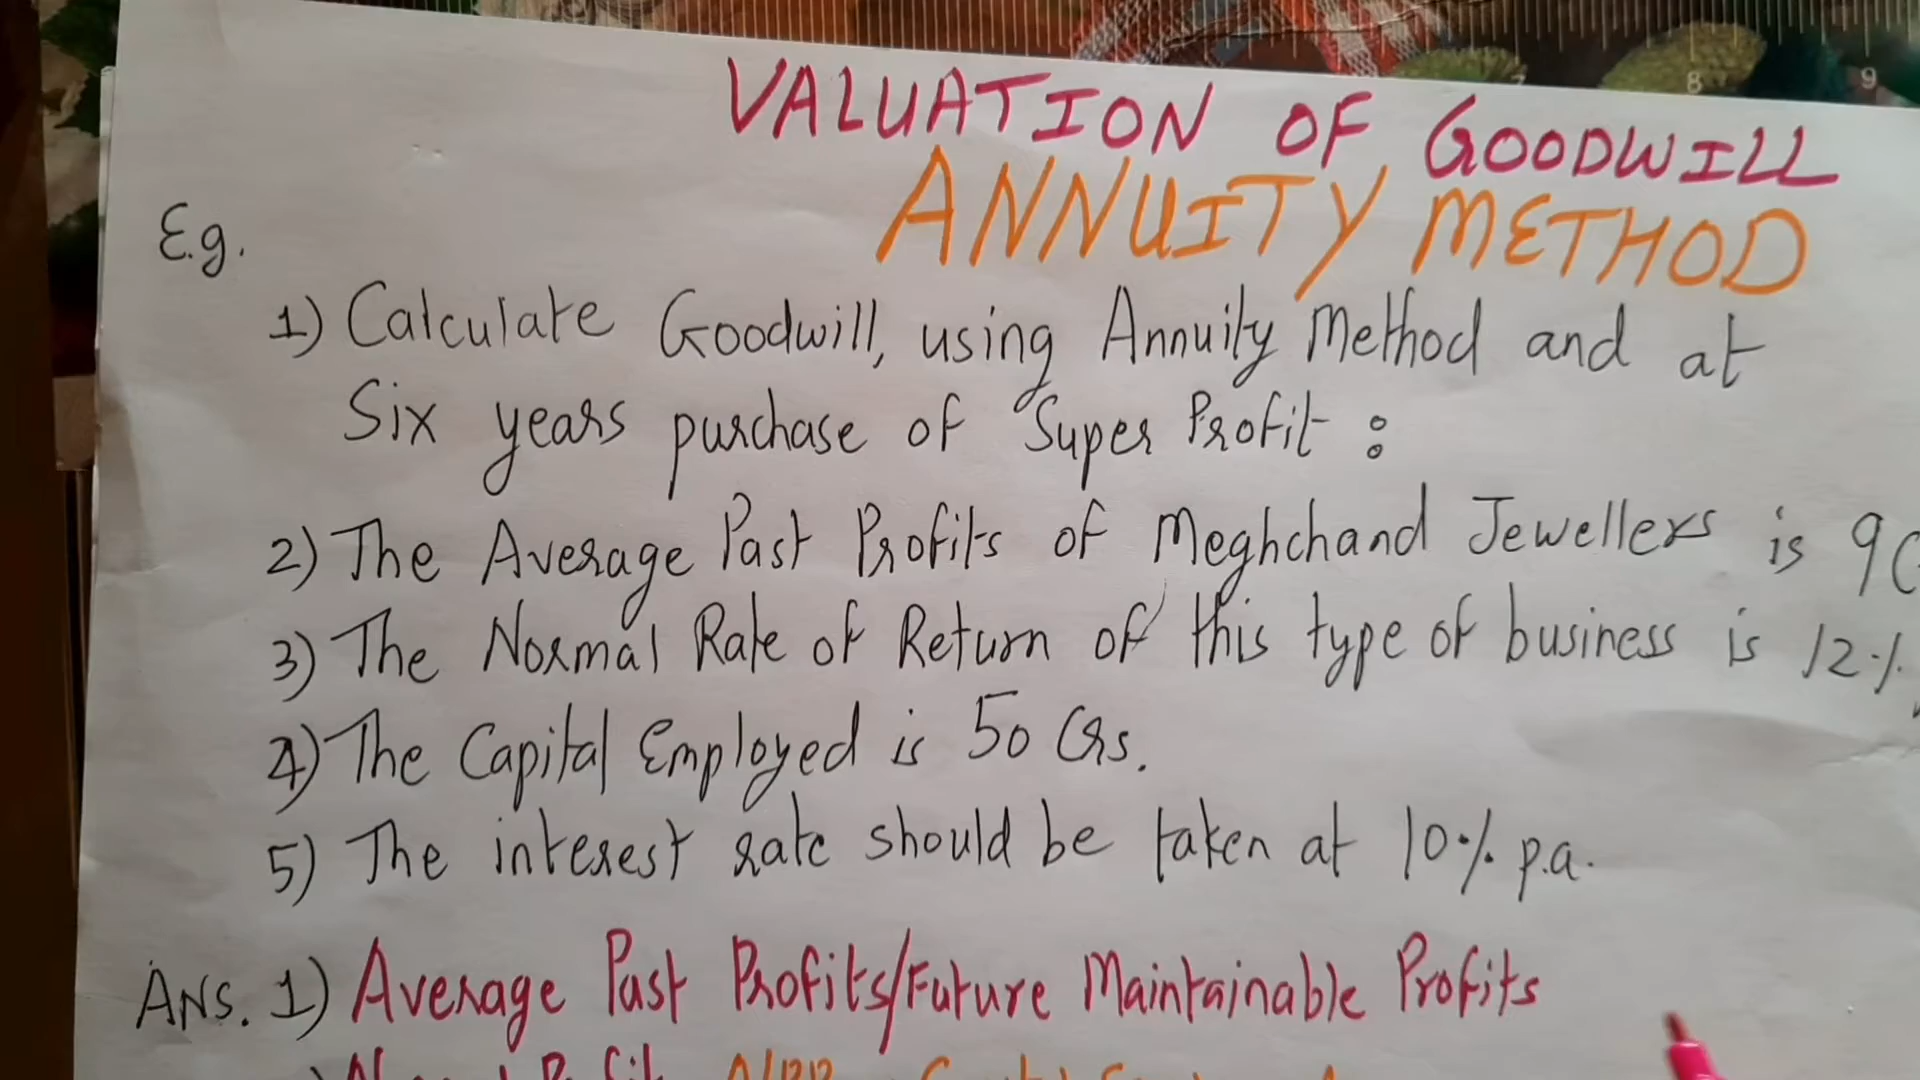 VALUATION OF GOODWILL
ANNUITY METHOD
E.g.
1) Calculate Goodwill, using Annuity Method and at
Six years purchase of Super Profit :
2) The Average Past Profits of Meghchand Jewellers is 9
3) The Normal Rate of Return of this type of business is 12%
4) The Capital Employed is 50 Crs.
5) The interest rate should be taken at 10% p.a.
Ans. 1) Average Past Profits/Future Maintainable Profits
8 9